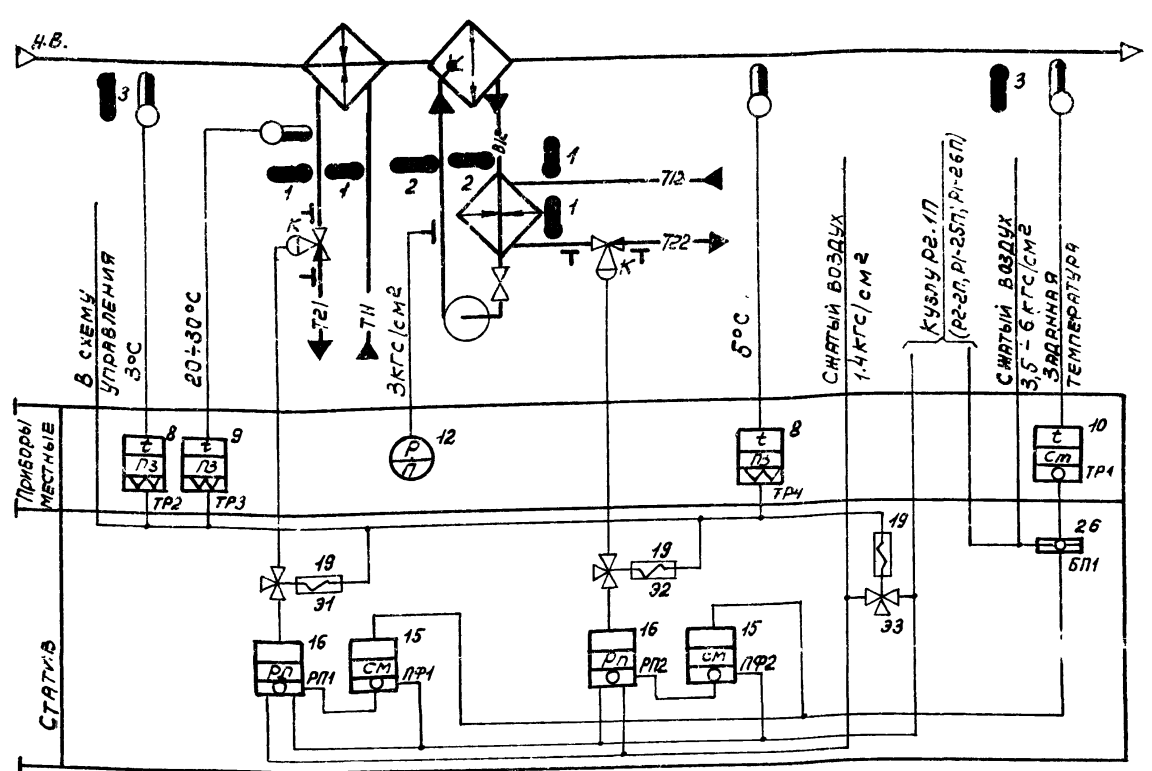 Н.В.
3
3
1
1
2
2
1
1
В12
Т12
Т22
К
К
Т21
Т11
В СХЕМУ
УПРАВЛЕНИЯ
3°С
20÷30°С
3КГС/СМ2
5°С.
СЖАТЫЙ ВОЗДУХ
1.4КГС/СМ2
КУЗЛУ Р2.1П
(Р2-2П, Р1-25П; Р1-26П)
СЖАТЫЙ ВОЗДУХ
3,5÷6 КГС/СМ2
ЗАДАННАЯ
ТЕМПЕРАТУРА
Приборы
местные
8
t
ПЗ
ТР2
9
t
ПЗ
ТР3
12
Р
П
8
t
ПЗ
ТР4
10
t
СМ
ТР1
Статив
19
Э1
19
Э2
19
Э3
26
БП1
16
РП
РП1
15
СМ
ПФ1
16
РП
РП2
15
СМ
ПФ2